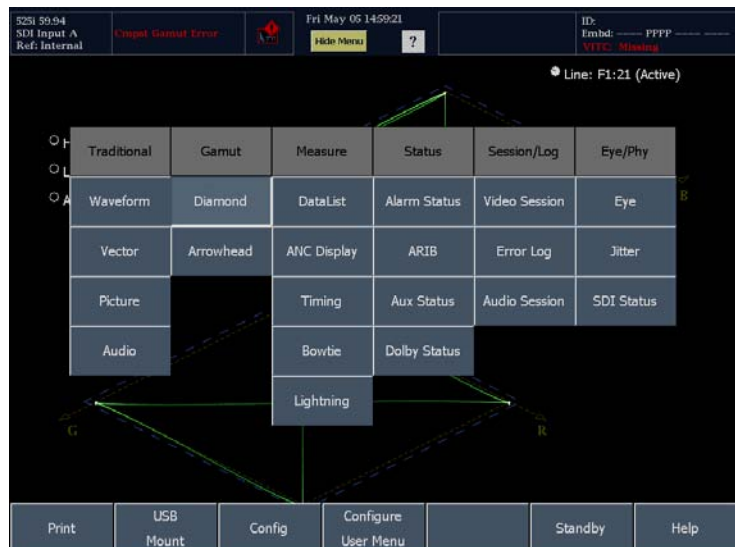 525i 59.94
SDI Input A
Ref: Internal
Cmpst Gamut Error
Fri May 05 14:59:21
Hide Menu
?
ID:
Embd: ---- PPPP ---- ----
VITC: Missing
Line: F1:21 (Active)
H
L
A
Traditional Gamut Measure Status Session/Log Eye/Phy
Waveform Diamond DataList Alarm Status Video Session Eye
B
Vector Arrowhead ANC Display ARIB Error Log Jitter
Picture Timing Aux Status Audio Session SDI Status
Audio Bowtie Dolby Status
Lightning
G
R
Print
USB
Mount
Config
Configure
User Menu
Standby
Help